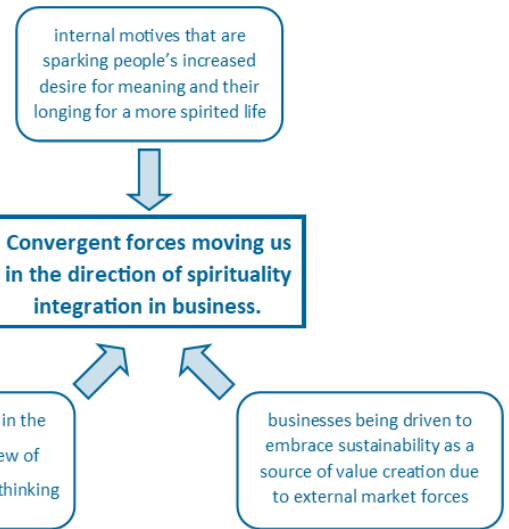 internal motives that are
sparking people's increased
desire for meaning and their
longing for a more spirited life
Convergent forces moving us
in the direction of spirituality
integration in business.
in the
ew of
thinking
businesses being driven to
embrace sustainability as a
source of value creation due
to external market forces